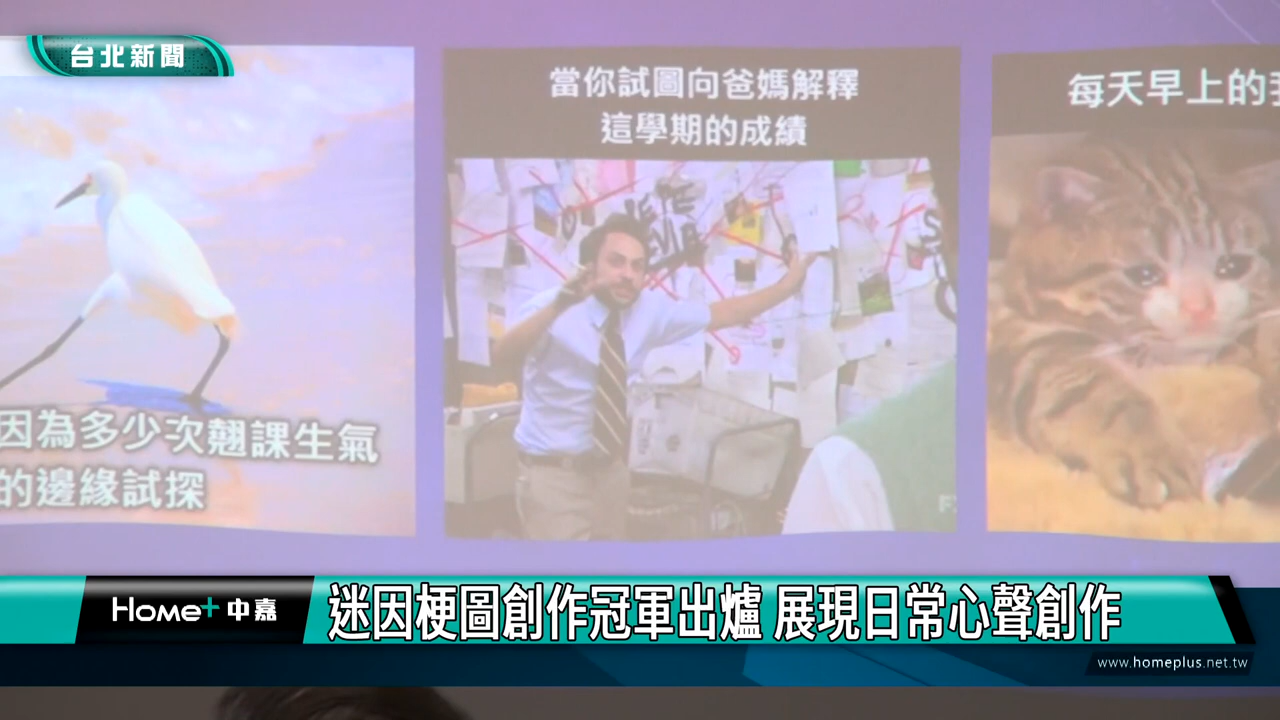 台北新聞
因為多少次翹課生氣
的邊緣試探
當你試圖向爸媽解釋
這學期的成績
每天早上的
Home+ 中嘉
迷因梗圖創作冠軍出爐 展現日常心聲創作
www.homeplus.net.tw